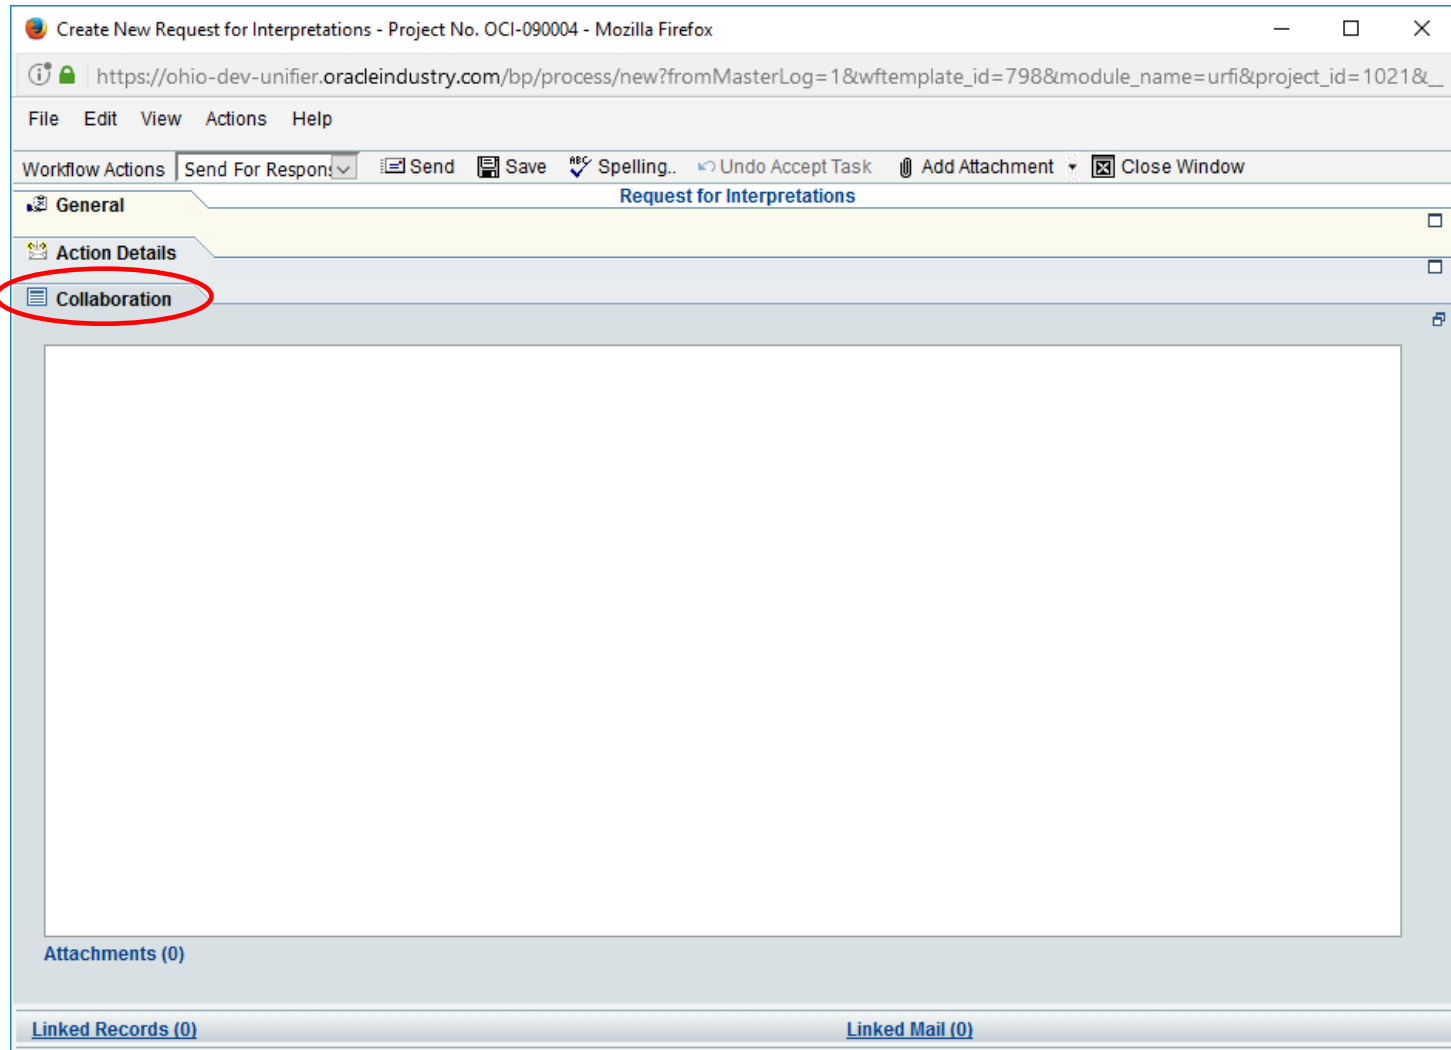 Create New Request for Interpretations - Project No. OCI-090004 - Mozilla Firefox
https://ohio-dev-unifier.oracleindustry.com/bp/process/new?fromMasterLog=1&wftemplate_id=798&module_name=urfi&project_id=1021&_
File Edit View Actions Help
Workflow Actions Send For Respons Send Save Spelling.. Undo Accept Task Add Attachment Close Window
Request for Interpretations
General
Action Details
Collaboration
Attachments (0)
Linked Records (0) Linked Mail (0)